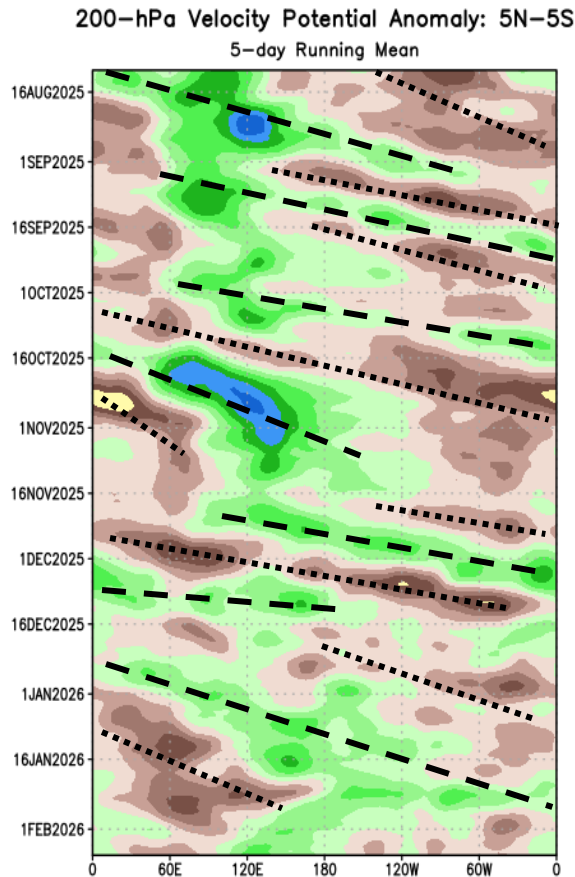 200-hPa Velocity Potential Anomaly: 5N-5S
5-day Running Mean
16AUG2025
1SEP2025
16SEP2025
1OCT2025
16OCT2025
1NOV2025
16NOV2025
1DEC2025
16DEC2025
1JAN2026
16JAN2026
1FEB2026
0 60E 120E 180 120W 60W 0